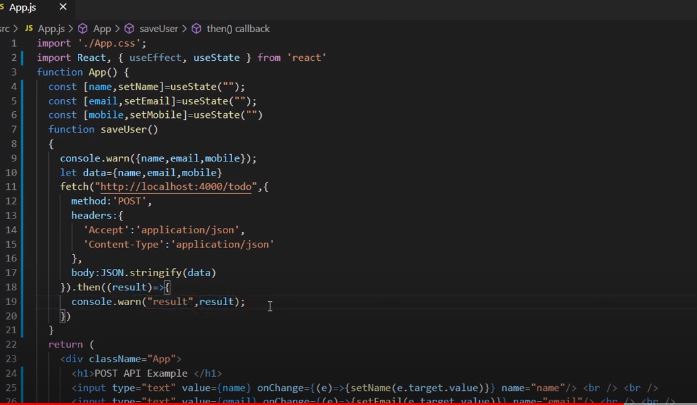 App.js
src > JS App.js > App > saveUser > then() callback
1 import './App.css';
2 import React, { useEffect, useState } from 'react'
3 function App() {
4 const [name,setName]=useState("");
5 const [email,setEmail]=useState("");
6 const [mobile,setMobile]=useState("")
7 function saveUser()
8 {
9 console.warn({name,email,mobile});
10 let data={name,email,mobile}
11 fetch("http://localhost:4000/todo",{
12 method:'POST',
13 headers:{
14 'Accept':'application/json',
15 'Content-Type':'application/json'
16 },
17 body:JSON.stringify(data)
18 }).then((result)=>{
19 console.warn("result",result);
20 })
21 }
22 return (
23 <div className="App">
24 <h1>POST API Example </h1>
25 <input type="text" value={name} onChange={(e)=>{setName(e.target.value)}} name="name"/> <br /> <br />
26 <input type="text" value={email} onChange={(e)=>{setEmail(e.target.value)}} name="email"/> <br /> <br />